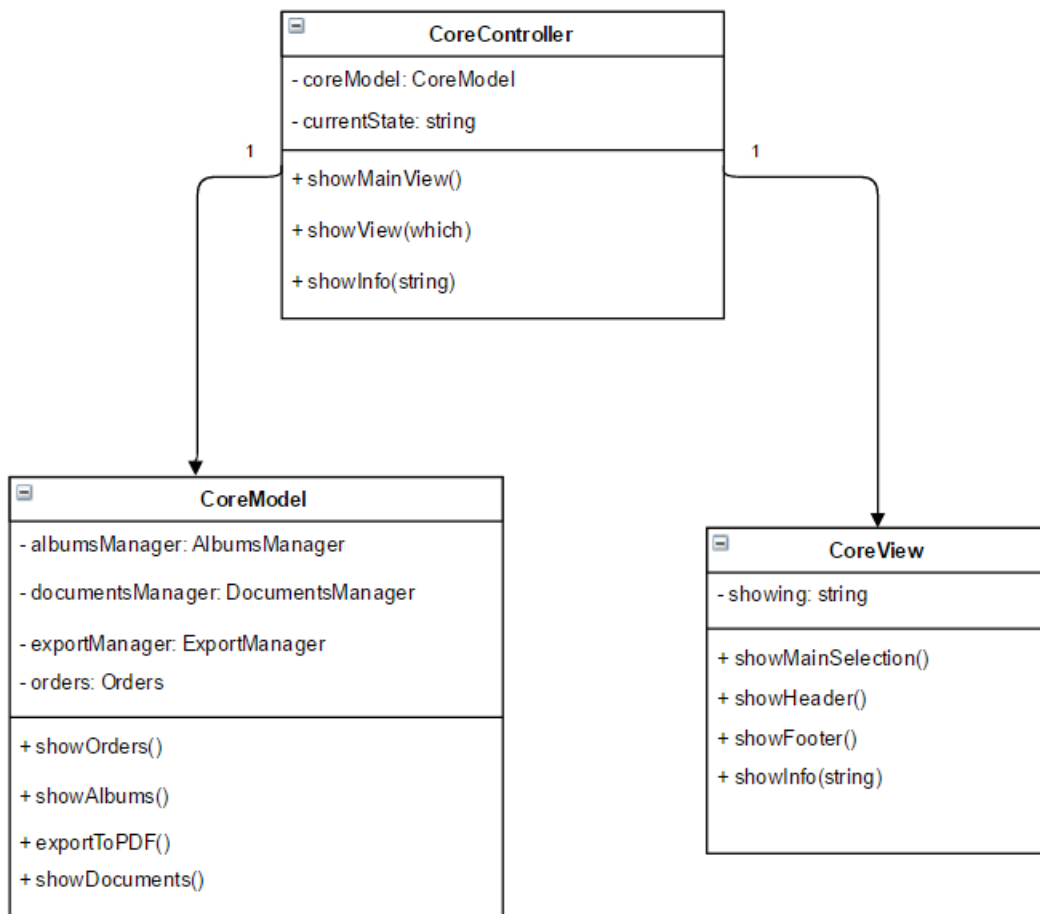 CoreController
- coreModel: CoreModel
- currentState: string
1
1
+ showMainView()
+ showView(which)
+ showInfo(string)
CoreModel
- albumsManager: AlbumsManager
- documentsManager: DocumentsManager
- exportManager: ExportManager
- orders: Orders
+ showOrders()
+ showAlbums()
+ exportToPDF()
+ showDocuments()
CoreView
- showing: string
+ showMainSelection()
+ showHeader()
+ showFooter()
+ showInfo(string)